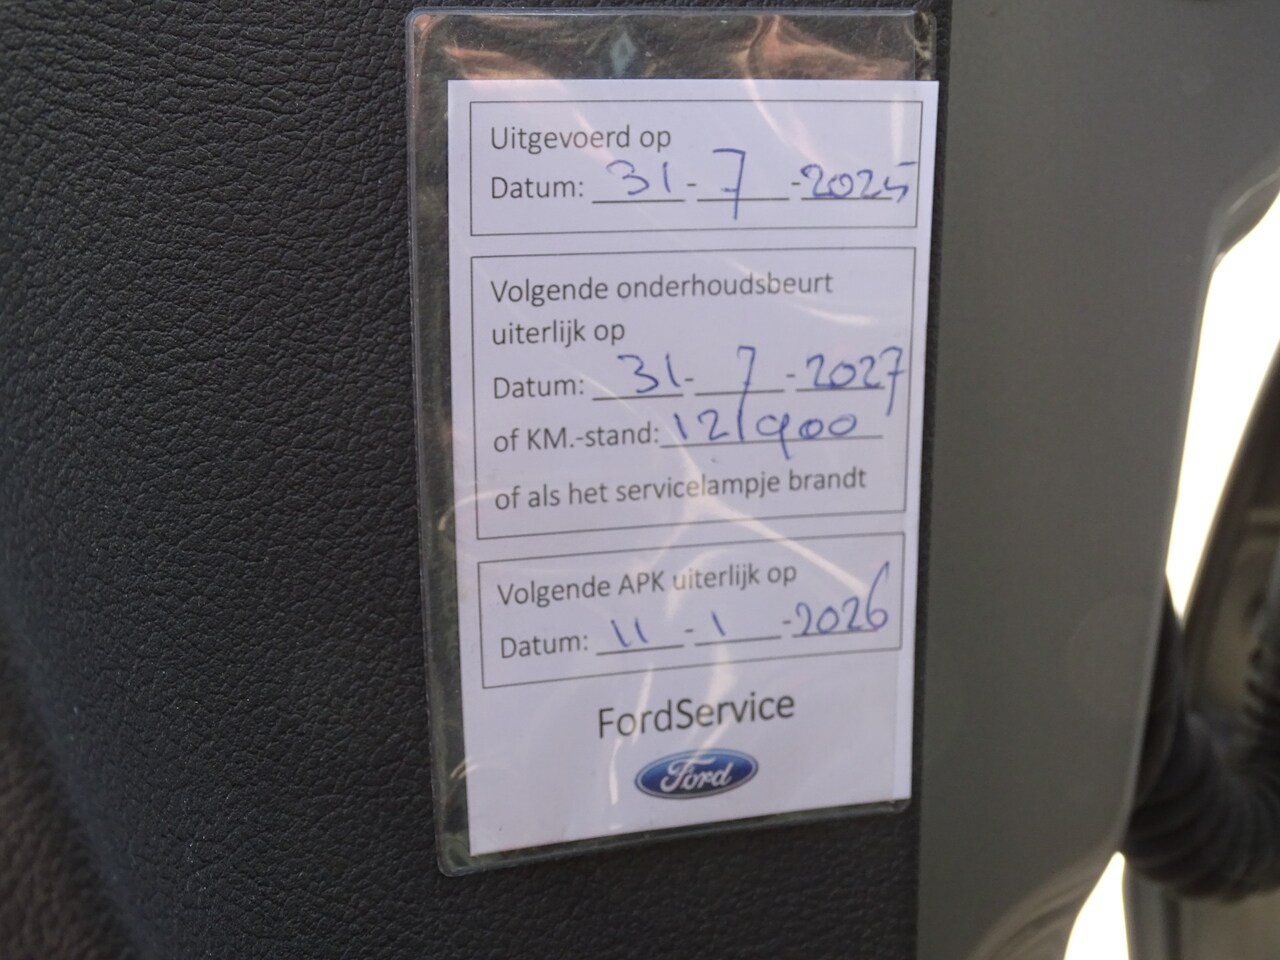 Uitgevoerd op
Datum: 31-7-2025
Volgende onderhoudsbeurt
uiterlijk op
Datum: 31-7-2027
of KM.-stand: 121900
of als het servicelampje brandt
Volgende APK uiterlijk op
Datum: 11-1-2026
FordService
Ford